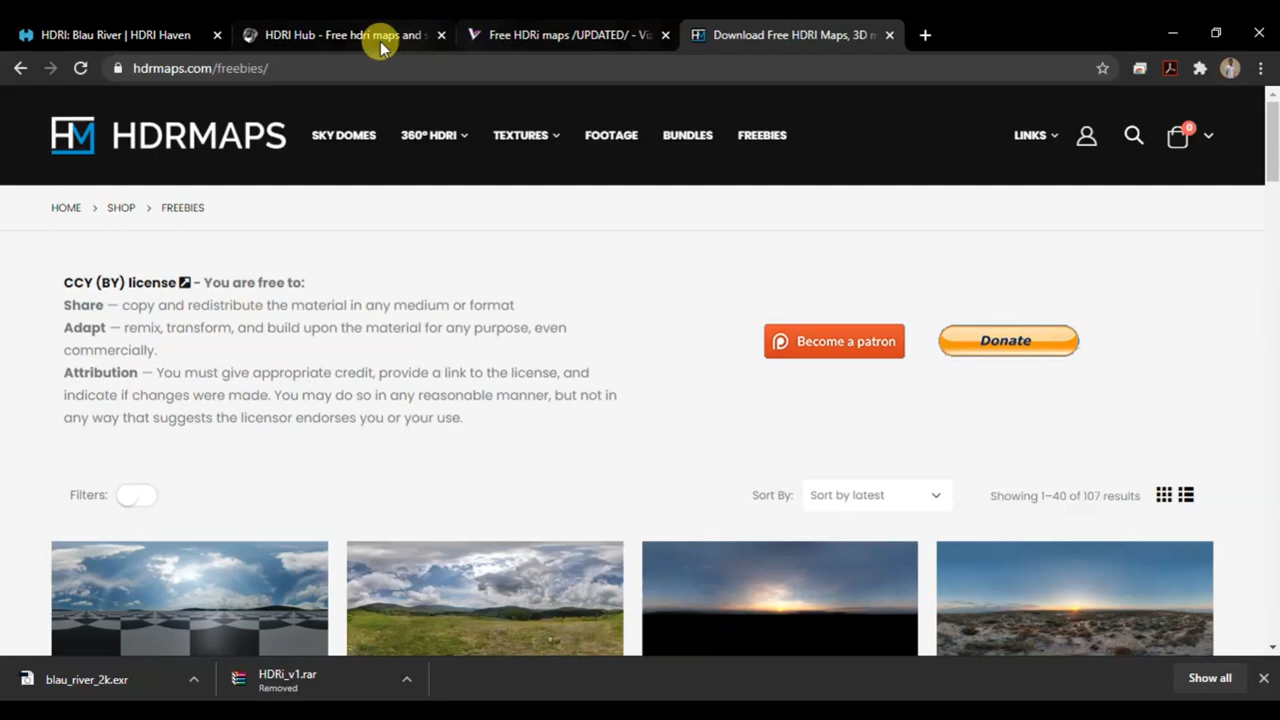 HDRI: Blau River | HDRI Haven
HDRI Hub - Free hdri maps and s
Free HDRi maps /UPDATED/ - Viz
Download Free HDRI Maps, 3D m
hdrmaps.com/freebies/
HM HDRMAPS
SKY DOMES
360º HDRI
TEXTURES
FOOTAGE
BUNDLES
FREEBIES
LINKS
0
HOME > SHOP > FREEBIES
CCY (BY) license - You are free to:
Share — copy and redistribute the material in any medium or format
Adapt — remix, transform, and build upon the material for any purpose, even
commercially.
Attribution — You must give appropriate credit, provide a link to the license, and
indicate if changes were made. You may do so in any reasonable manner, but not in
any way that suggests the licensor endorses you or your use.
Become a patron
Donate
Filters:
Sort By:
Sort by latest
Showing 1–40 of 107 results
blau_river_2k.exr
HDRi_v1.rar
Removed
Show all